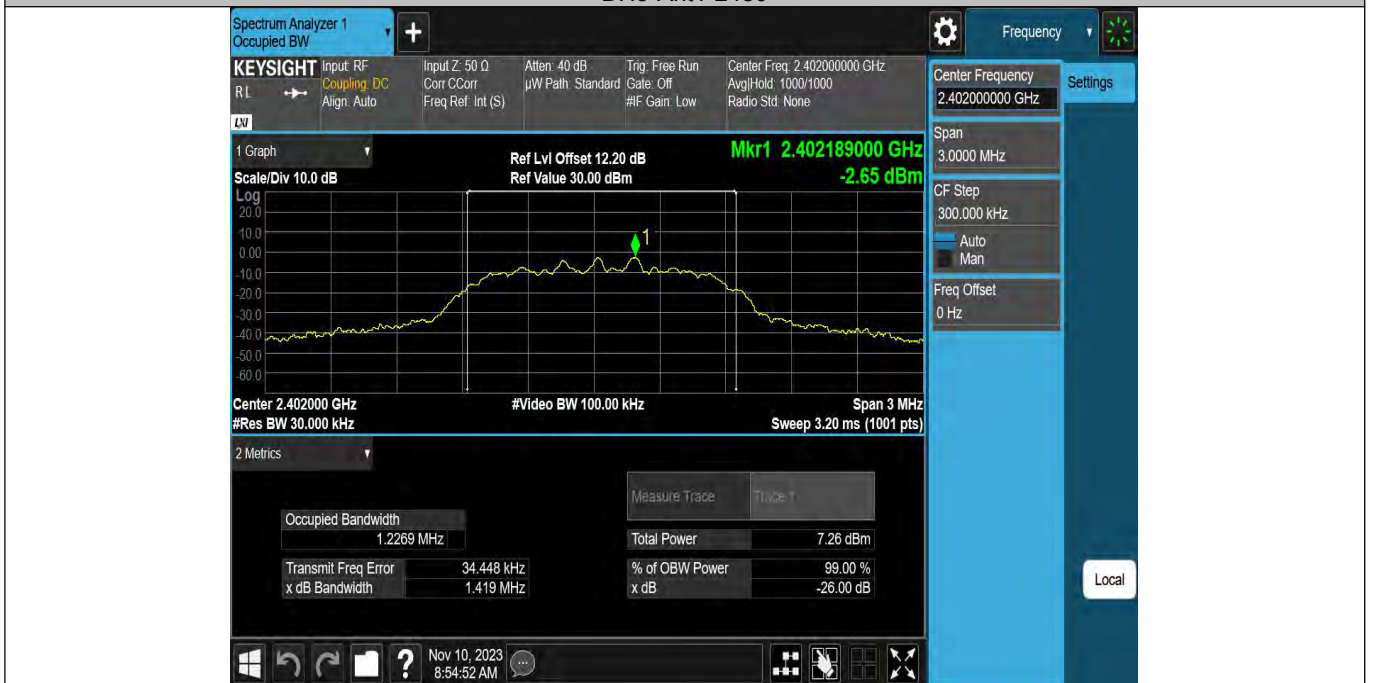 Spectrum Analyzer 1
Occupied BW
Frequency
KEYSIGHT
RL
LXI
Input: RF
Coupling: DC
Align: Auto
Input Z: 50 Ω
Corr CCorr
Freq Ref: Int (S)
Atten: 40 dB
µW Path: Standard
Trig: Free Run
Gate: Off
#IF Gain: Low
Center Freq: 2.402000000 GHz
Avg|Hold: 1000/1000
Radio Std: None
Center Frequency
2.402000000 GHz
Settings
Span
3.0000 MHz
CF Step
300.000 kHz
Auto
Man
Freq Offset
0 Hz
Local
1 Graph
Scale/Div 10.0 dB
Ref Lvl Offset 12.20 dB
Ref Value 30.00 dBm
Mkr1 2.402189000 GHz
-2.65 dBm
Log
20.0
10.0
0.00
-10.0
-20.0
-30.0
-40.0
-50.0
-60.0
1
Center 2.402000 GHz
#Video BW 100.00 kHz
Span 3 MHz
#Res BW 30.000 kHz
Sweep 3.20 ms (1001 pts)
2 Metrics
Measure Trace
Trace 1
Occupied Bandwidth
1.2269 MHz
Total Power
7.26 dBm
Transmit Freq Error
34.448 kHz
% of OBW Power
99.00 %
x dB Bandwidth
1.419 MHz
x dB
-26.00 dB
Nov 10, 2023
8:54:52 AM